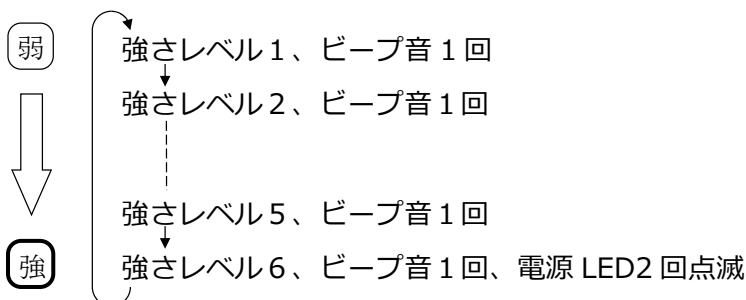 弱
強さレベル１、ビープ音１回
強さレベル２、ビープ音１回
強さレベル５、ビープ音１回
強
強さレベル６、ビープ音１回、電源 LED2 回点滅